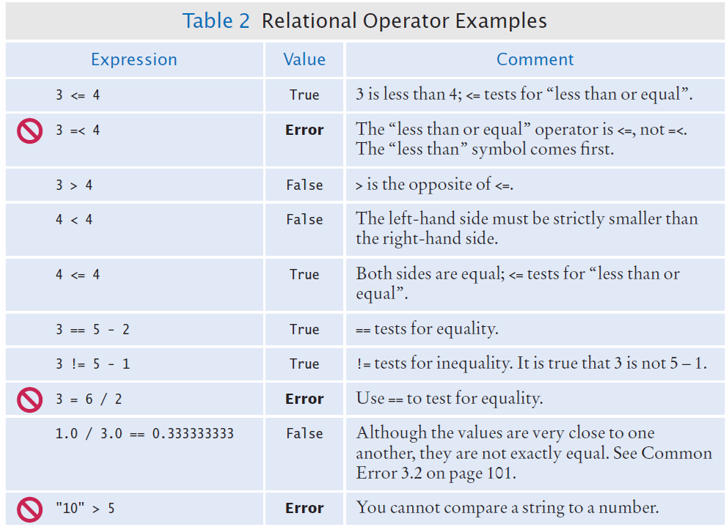 Table 2 Relational Operator Examples
Expression Value Comment
3 <= 4 True 3 is less than 4; <= tests for “less than or equal”.
3 =< 4 Error The “less than or equal” operator is <=, not =<.
The “less than” symbol comes first.
3 > 4 False > is the opposite of <=.
4 < 4 False The left-hand side must be strictly smaller than
the right-hand side.
4 <= 4 True Both sides are equal; <= tests for “less than or
equal”.
3 == 5 - 2 True == tests for equality.
3 != 5 - 1 True != tests for inequality. It is true that 3 is not 5 – 1.
3 = 6 / 2 Error Use == to test for equality.
1.0 / 3.0 == 0.333333333 False Although the values are very close to one
another, they are not exactly equal. See Common
Error 3.2 on page 101.
"10" > 5 Error You cannot compare a string to a number.